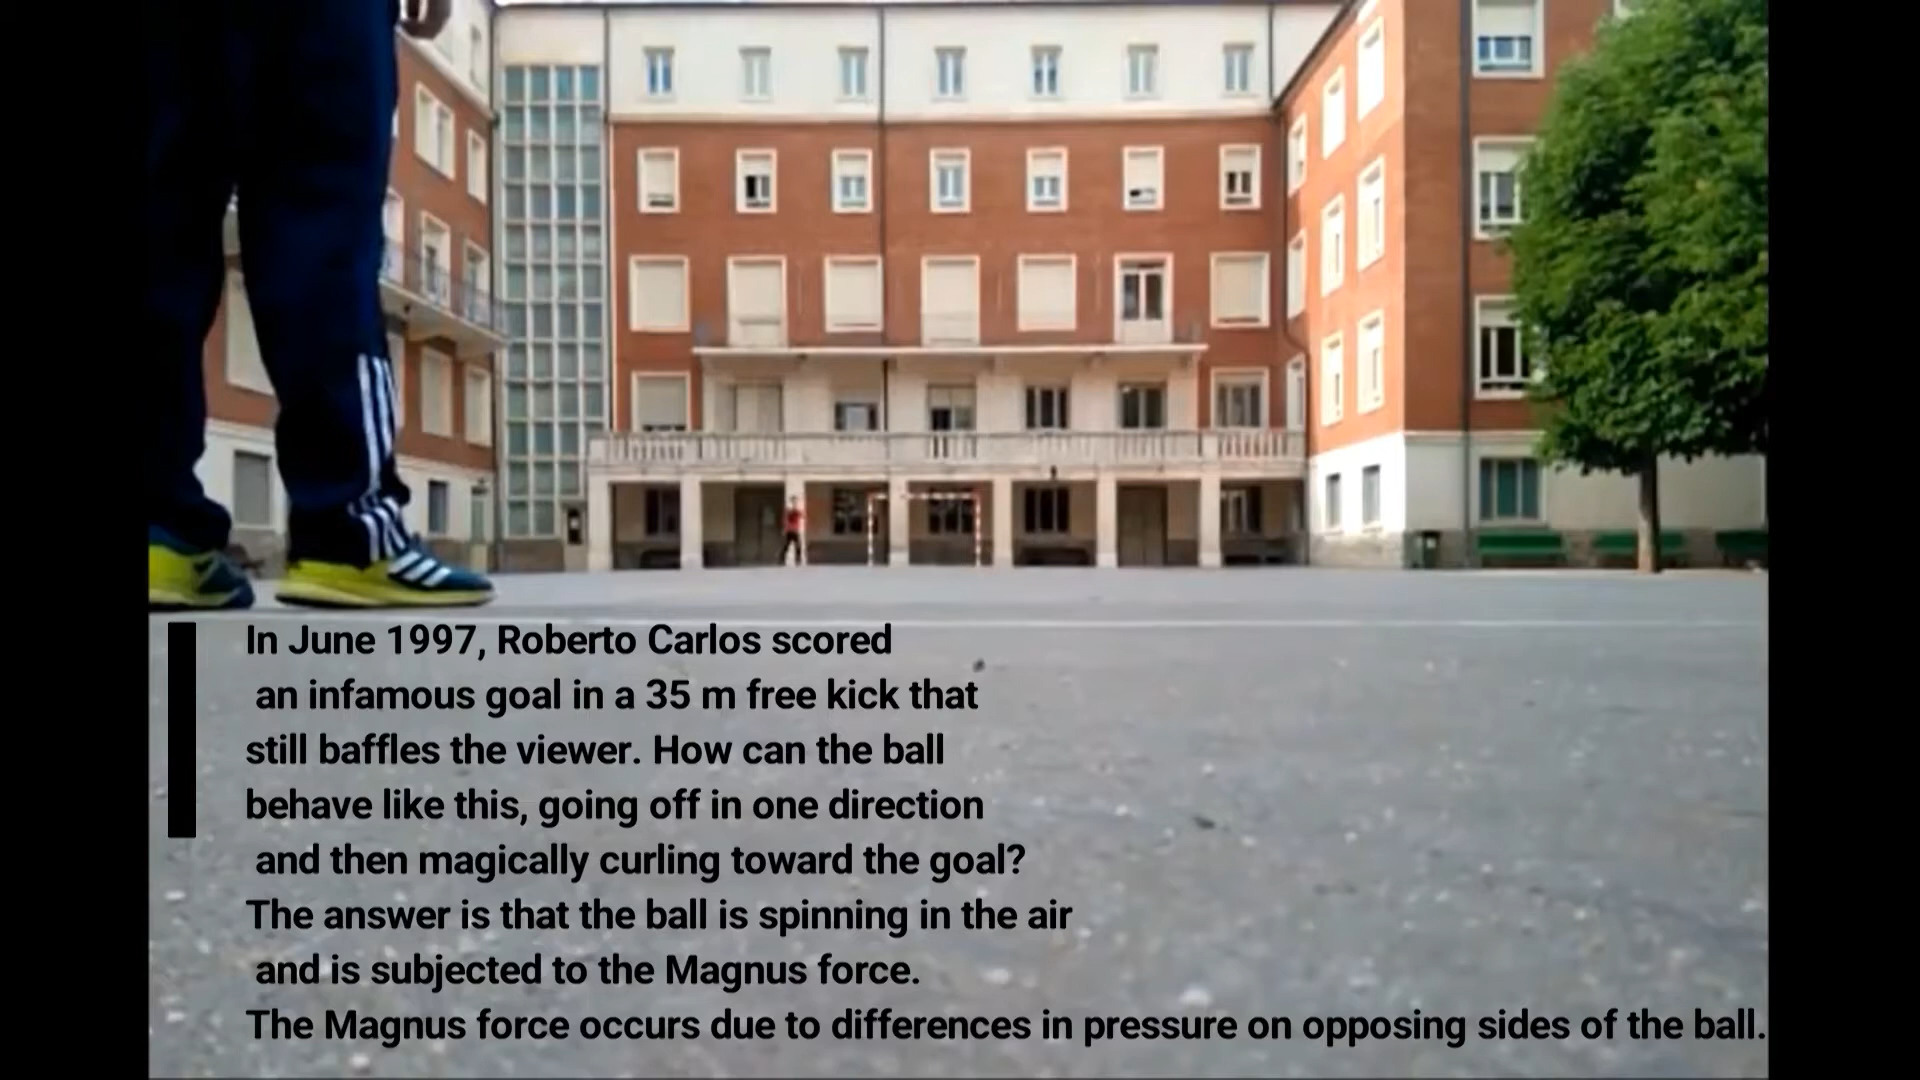 In June 1997, Roberto Carlos scored
an infamous goal in a 35 m free kick that
still baffles the viewer. How can the ball
behave like this, going off in one direction
and then magically curling toward the goal?
The answer is that the ball is spinning in the air
and is subjected to the Magnus force.
The Magnus force occurs due to differences in pressure on opposing sides of the ball.